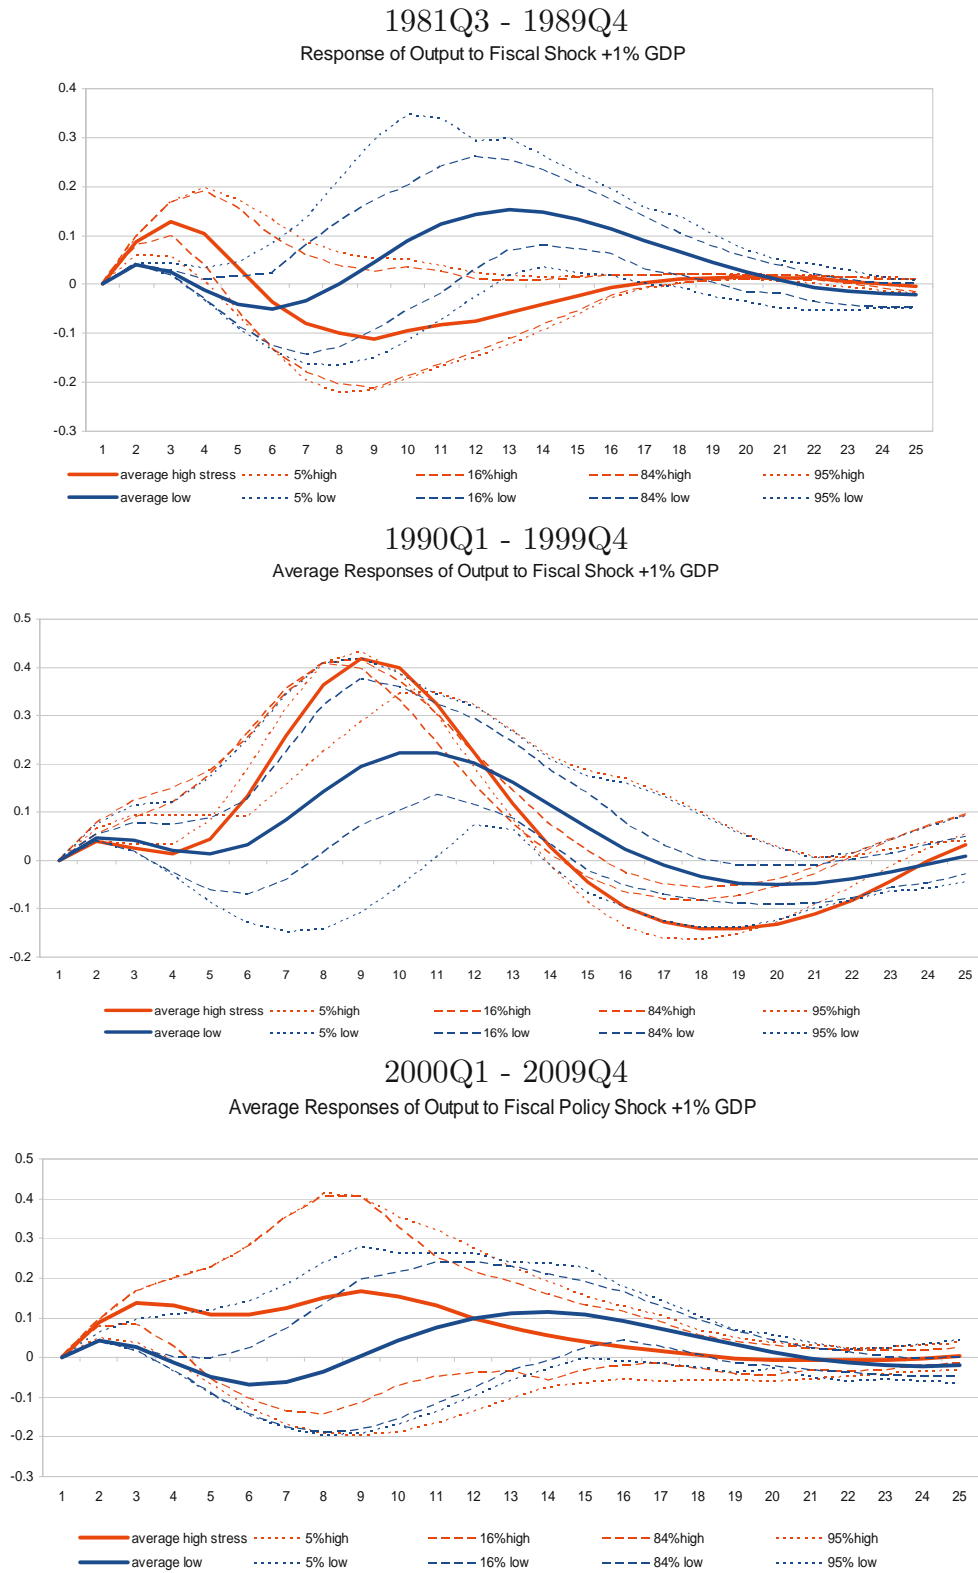 1981Q3 - 1989Q4
Response of Output to Fiscal Shock +1% GDP
0.4
0.3
0.2
0.1
0
-0.1
-0.2
-0.3
1 2 3 4 5 6 7 8 9 10 11 12 13 14 15 16 17 18 19 20 21 22 23 24 25
average high stress 5%high 16%high 84%high 95%high
average low 5% low 16% low 84% low 95% low
1990Q1 - 1999Q4
Average Responses of Output to Fiscal Shock +1% GDP
0.5
0.4
0.3
0.2
0.1
0
-0.1
-0.2
1 2 3 4 5 6 7 8 9 10 11 12 13 14 15 16 17 18 19 20 21 22 23 24 25
average high stress 5%high 16%high 84%high 95%high
average low 5% low 16% low 84% low 95% low
2000Q1 - 2009Q4
Average Responses of Output to Fiscal Policy Shock +1% GDP
0.5
0.4
0.3
0.2
0.1
0
-0.1
-0.2
-0.3
1 2 3 4 5 6 7 8 9 10 11 12 13 14 15 16 17 18 19 20 21 22 23 24 25
average high stress 5%high 16%high 84%high 95%high
average low 5% low 16% low 84% low 95% low